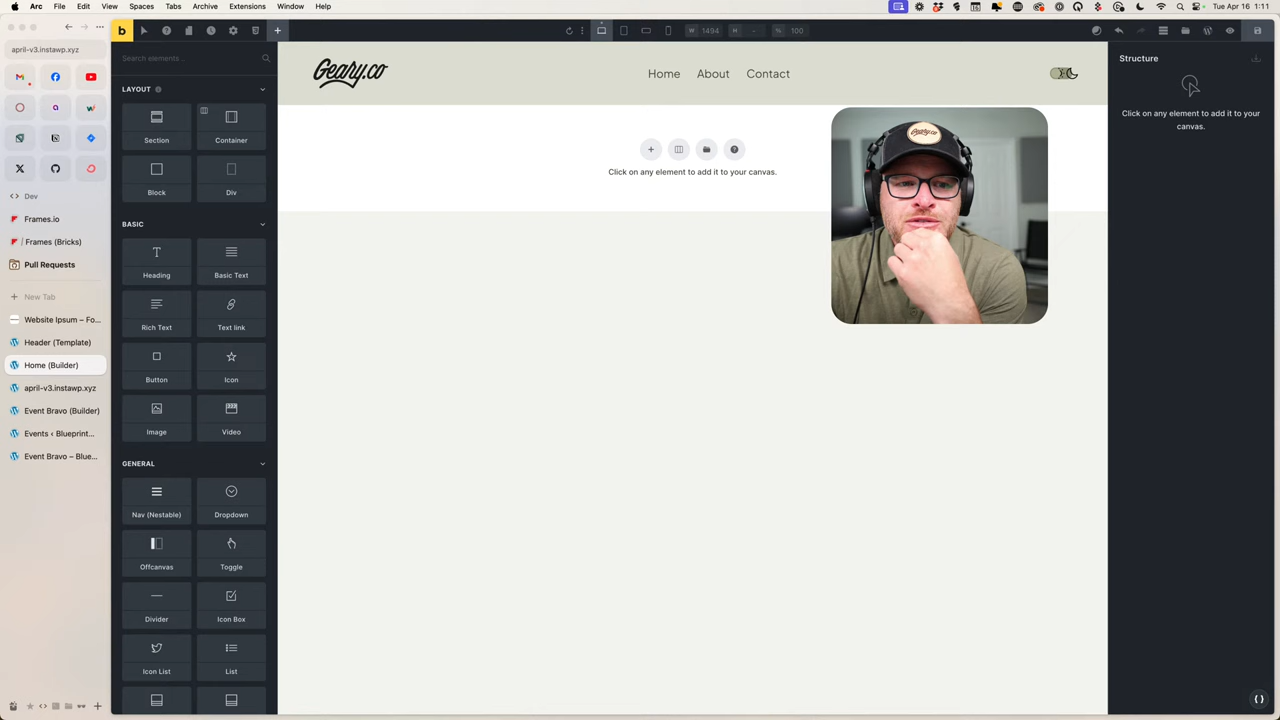 Arc File Edit View Spaces Tabs Archive Extensions Window Help
Tue Apr 16 1:11
april-v3.instawp.xyz
Dev
Frames.io
/ Frames (Bricks)
Pull Requests
New Tab
Website Ipsum – Fo...
Header (Template)
Home (Builder)
april-v3.instawp.xyz
Event Bravo (Builder)
Events ‹ Blueprint...
Event Bravo – Blue...
b
W 1494 H - % 100
Search elements ..
LAYOUT
Section
Container
Block
Div
BASIC
Heading
Basic Text
Rich Text
Text link
Button
Icon
Image
Video
GENERAL
Nav (Nestable)
Dropdown
Offcanvas
Toggle
Divider
Icon Box
Icon List
List
Geary.co
Home
About
Contact
Click on any element to add it to your canvas.
Geary.co
Structure
Click on any element to add it to your
canvas.